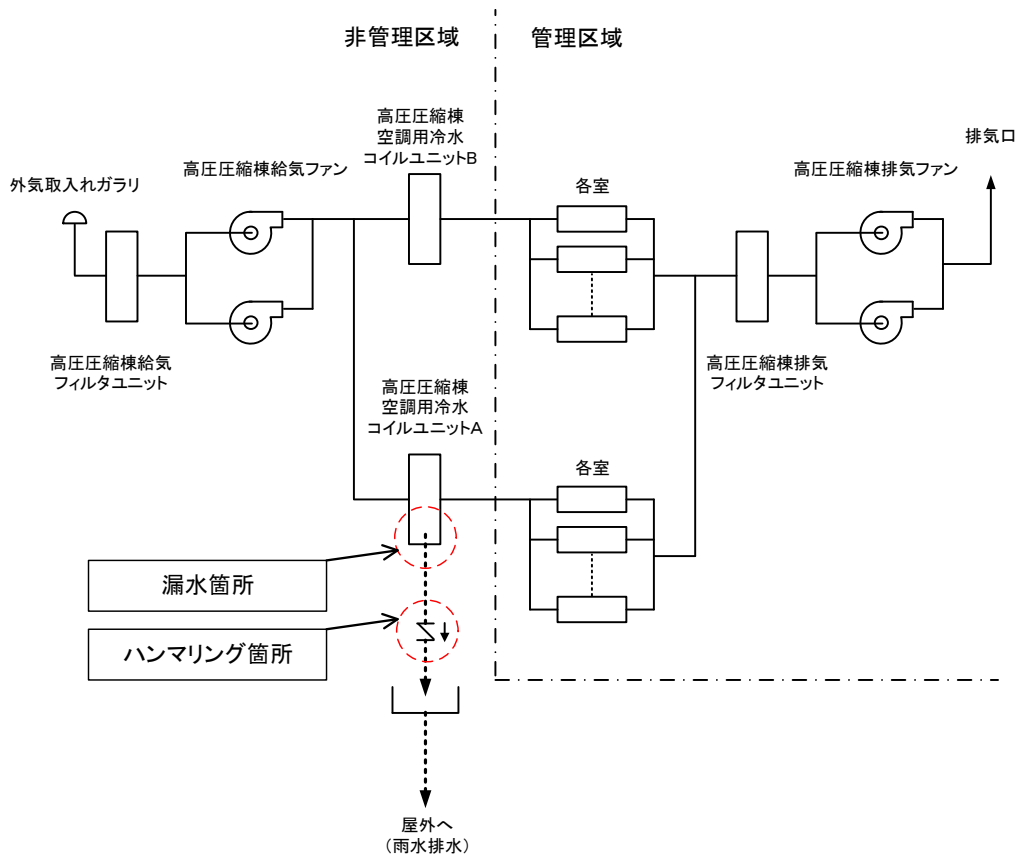 非管理区域
管理区域
高圧圧縮棟
空調用冷水
コイルユニットB
排気口
高圧圧縮棟給気ファン
各室
高圧圧縮棟排気ファン
外気取入れガラリ
高圧圧縮棟給気
フィルタユニット
高圧圧縮棟排気
フィルタユニット
高圧圧縮棟
空調用冷水
コイルユニットA
各室
漏水箇所
ハンマリング箇所
屋外へ
(雨水排水)